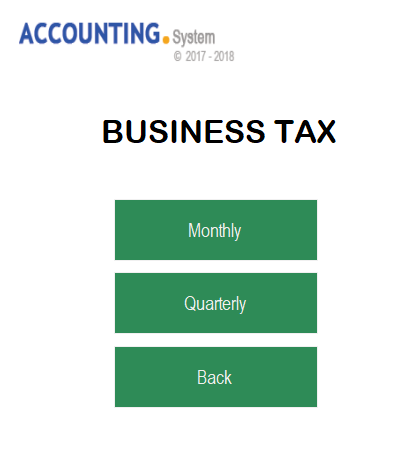 ACCOUNTING.System
© 2017 - 2018
BUSINESS TAX
Monthly
Quarterly
Back